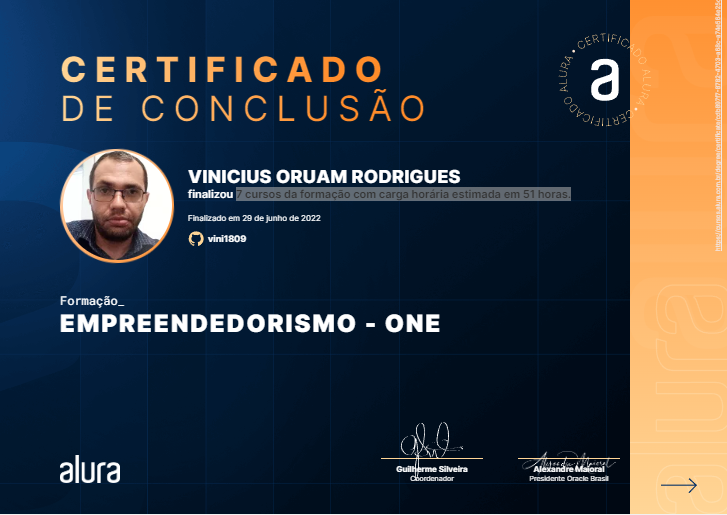 CERTIFICADO
DE CONCLUSÃO
CERTIFICADO ALURA • CERTIFICADO ALURA •
a
VINICIUS ORUAM RODRIGUES
finalizou 7 cursos da formação com carga horária estimada em 51 horas.
Finalizado em 29 de junho de 2022
vini1809
Formação_
EMPREENDEDORISMO - ONE
alura
Guilherme Silveira
Coordenador
Alexandre Maioral
Presidente Oracle Brasil
alura